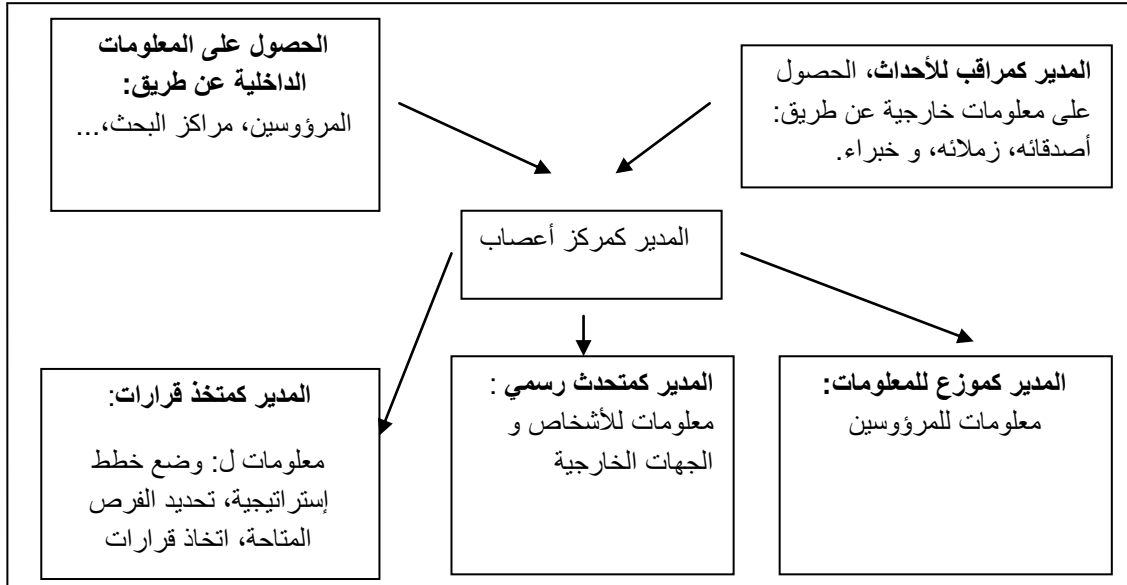 المدير كمراقب للأحداث، الحصول
على معلومات خارجية عن طريق:
أصدقائه، زملائه، و خبراء.
الحصول على المعلومات
الداخلية عن طريق:
المرؤوسين، مراكز البحث،...
المدير كمركز أعصاب
المدير كموزع للمعلومات:
معلومات للمرؤوسين
المدير كمتحدث رسمي :
معلومات للأشخاص و
الجهات الخارجية
المدير كمتخذ قرارات:
معلومات ل: وضع خطط
إستراتيجية، تحديد الفرص
المتاحة، اتخاذ قرارات